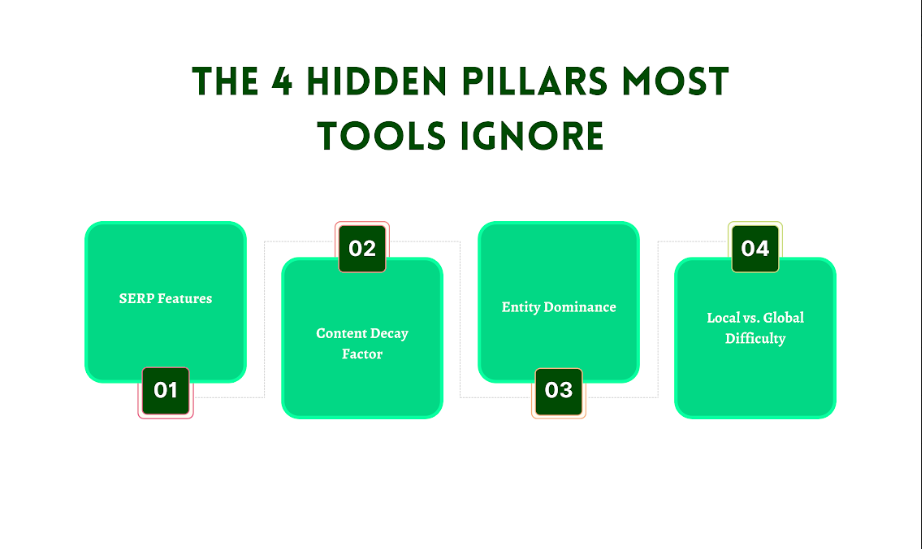 THE 4 HIDDEN PILLARS MOST
TOOLS IGNORE
SERP Features
01
02
Content Decay
Factor
Entity Dominance
03
04
Local vs. Global
Difficulty